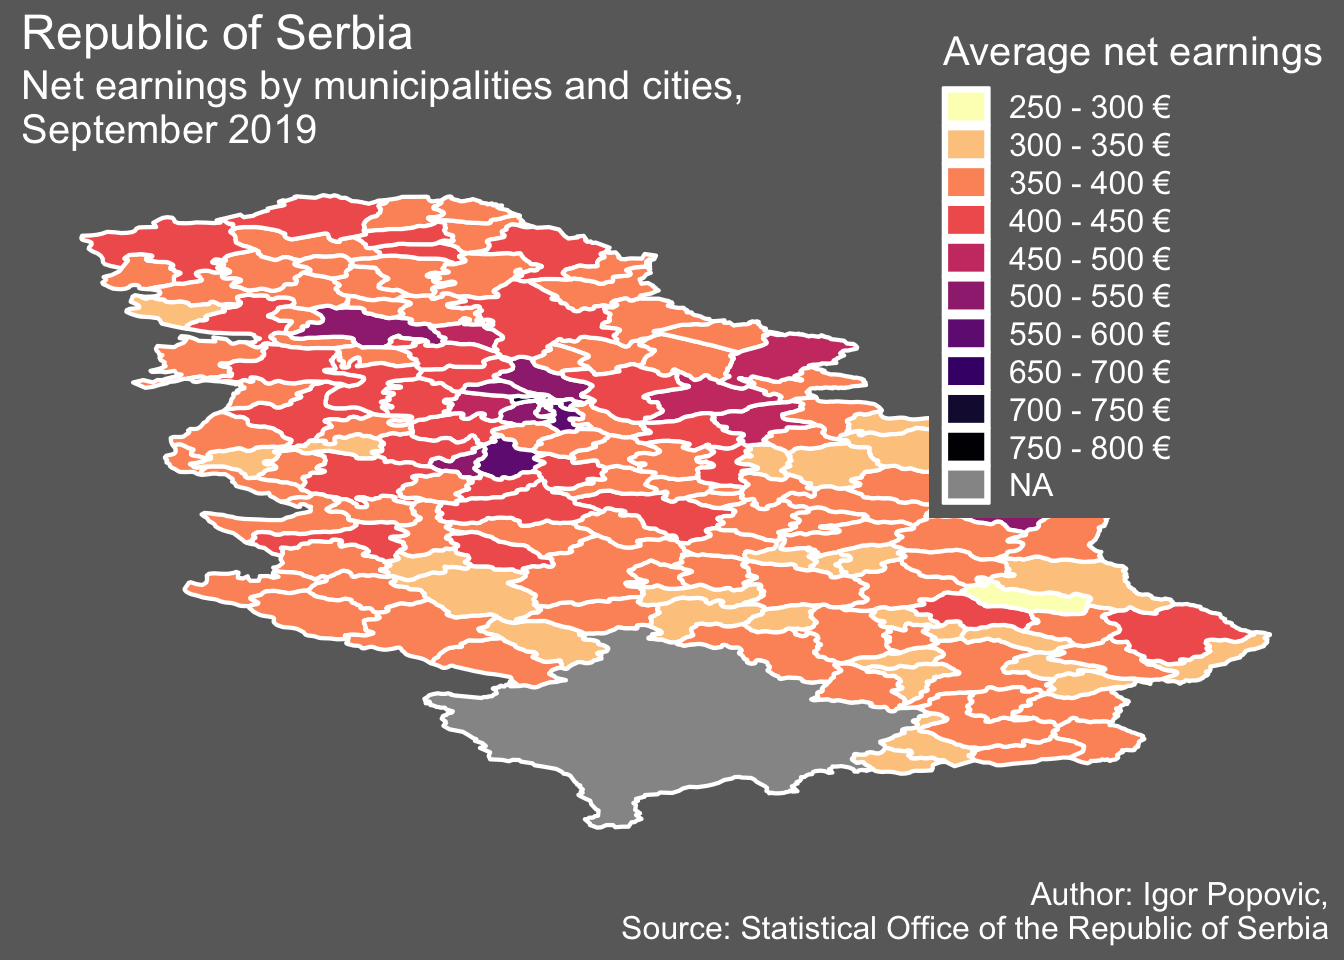 Republic of Serbia
Net earnings by municipalities and cities,
September 2019
Average net earnings
250 - 300 €
300 - 350 €
350 - 400 €
400 - 450 €
450 - 500 €
500 - 550 €
550 - 600 €
650 - 700 €
700 - 750 €
750 - 800 €
NA
Author: Igor Popovic,
Source: Statistical Office of the Republic of Serbia